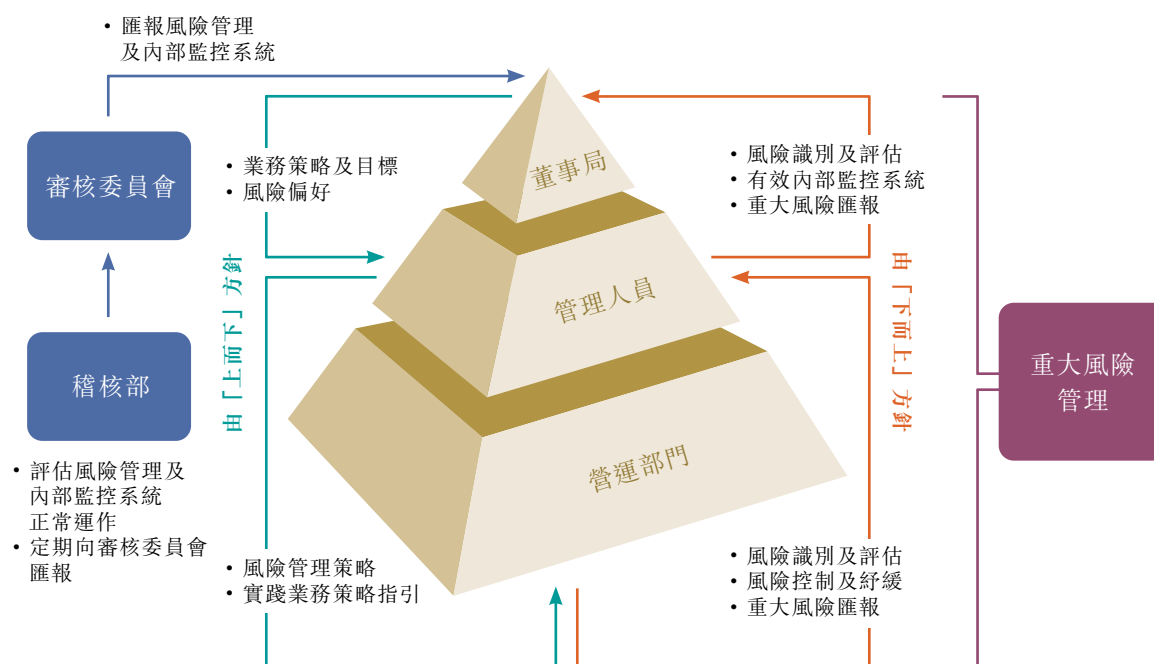 • 匯報風險管理
及內部監控系統
審核委員會
稽核部
• 評估風險管理及
內部監控系統
正常運作
• 定期向審核委員會
匯報
• 業務策略及目標
• 風險偏好
由「上而下」方針
• 風險管理策略
• 實踐業務策略指引
董事局
管理人員
營運部門
• 風險識別及評估
• 有效內部監控系統
• 重大風險匯報
由「下而上」方針
• 風險識別及評估
• 風險控制及紓緩
• 重大風險匯報
重大風險
管理